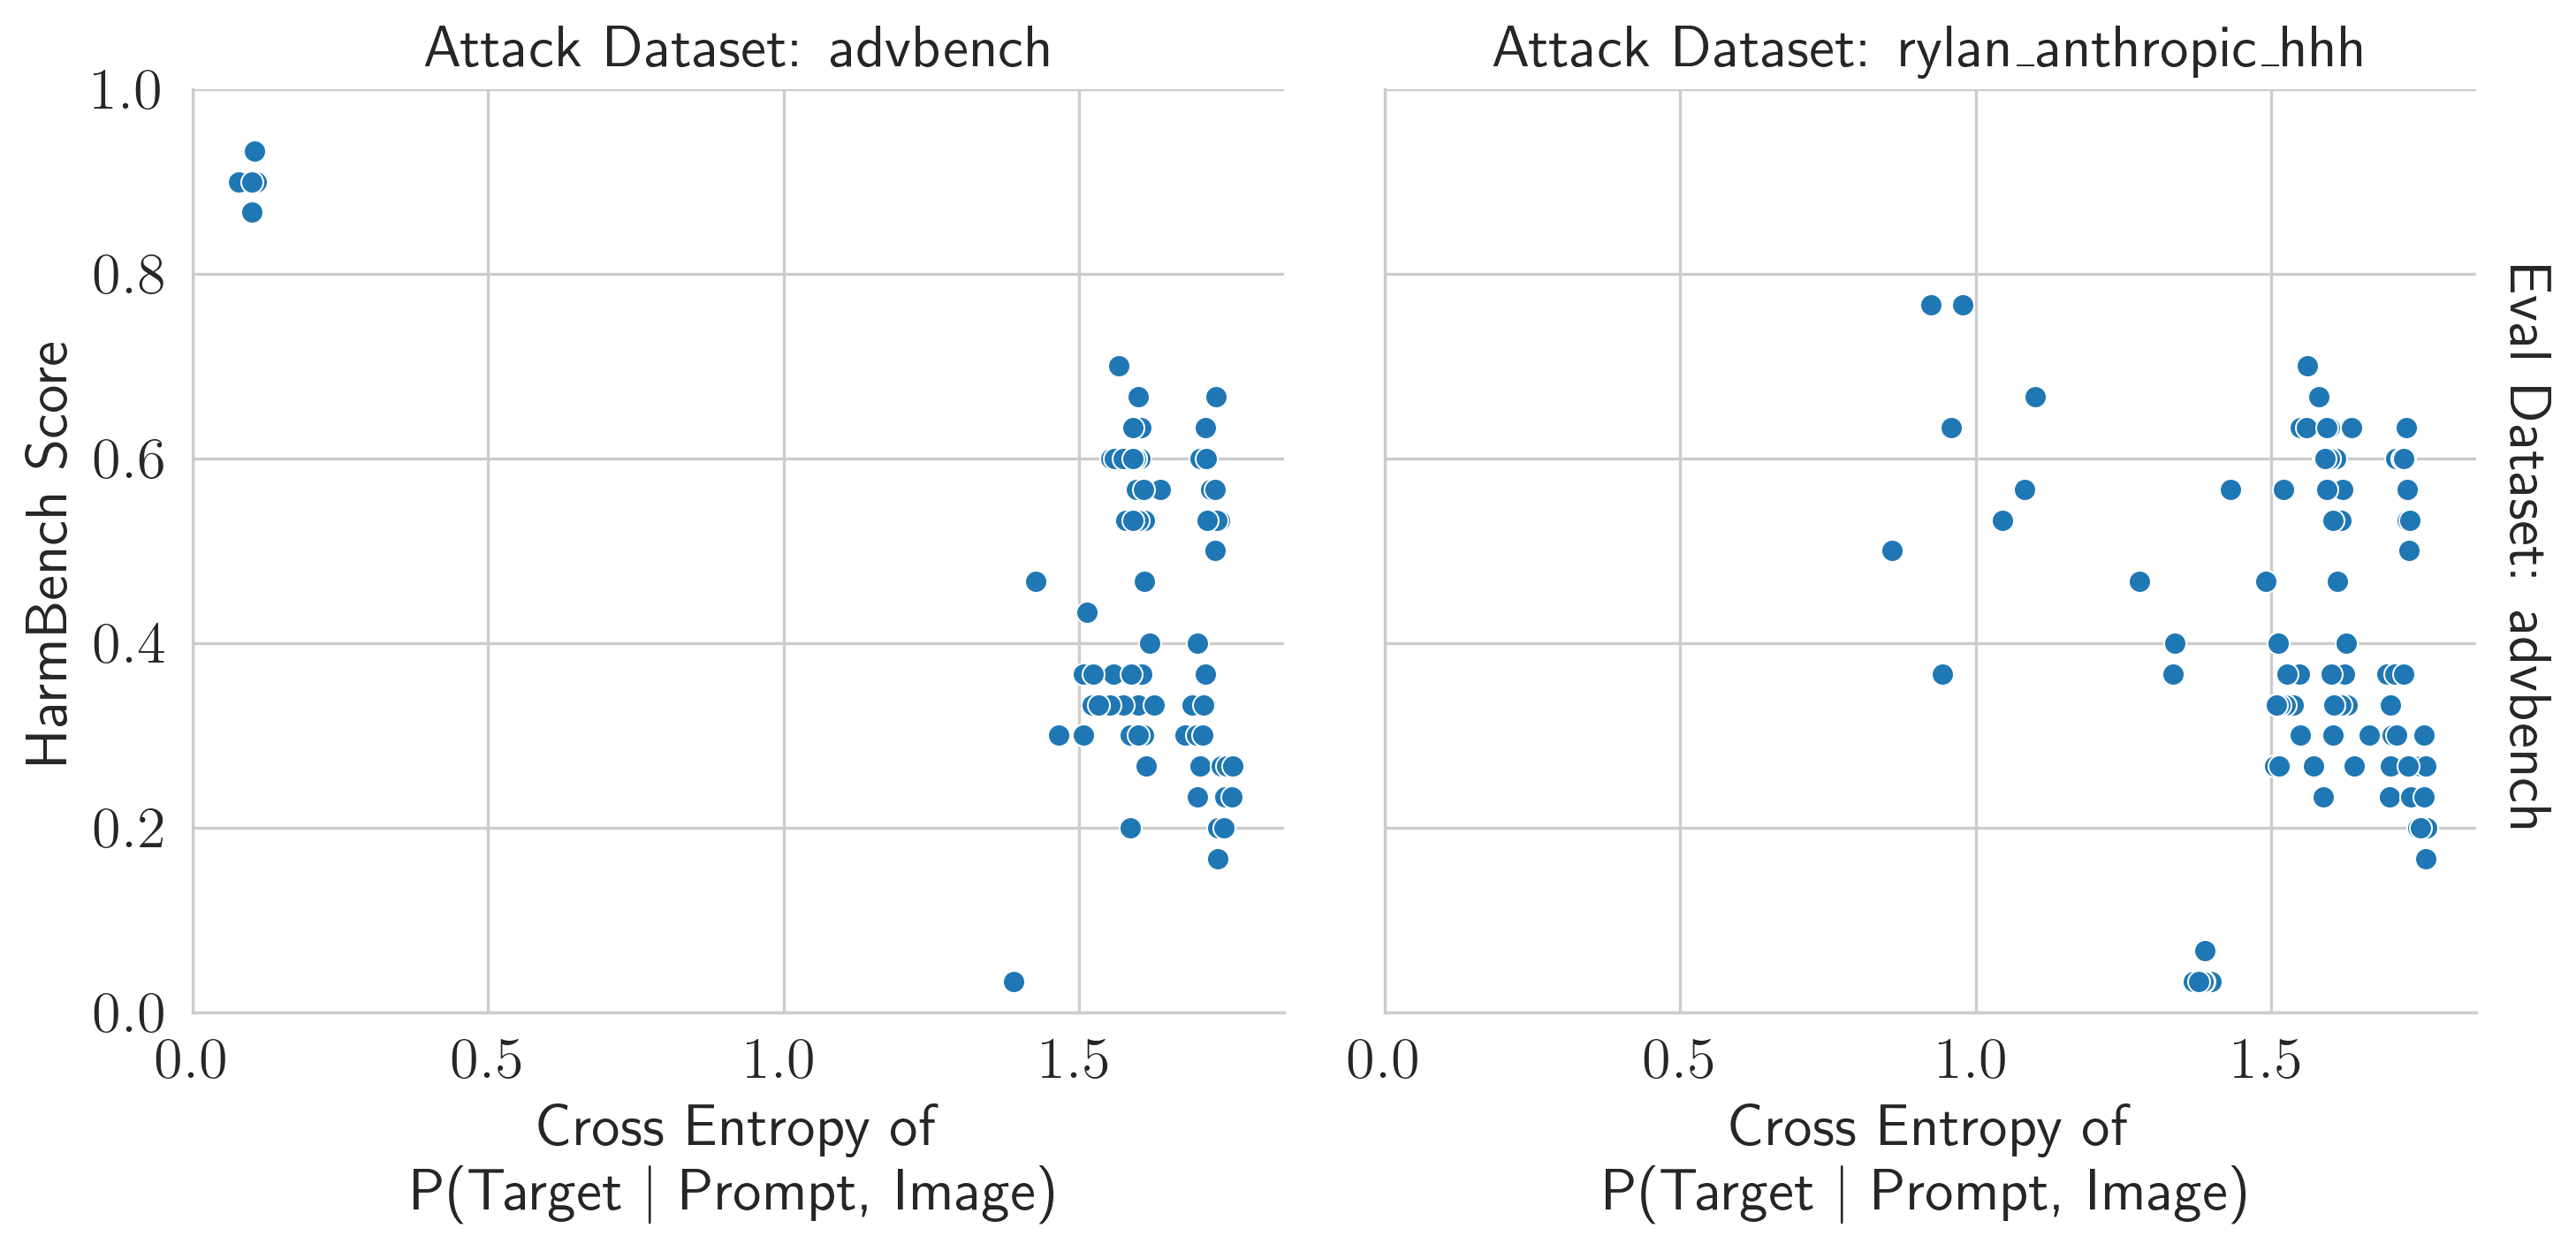 Attack Dataset: advbench
Attack Dataset: rylan_anthropic_hhh
1.0
0.8
0.6
0.4
0.2
0.0
HarmBench Score
Eval Dataset: advbench
0.0 0.5 1.0 1.5
0.0 0.5 1.0 1.5
Cross Entropy of
P(Target | Prompt, Image)
Cross Entropy of
P(Target | Prompt, Image)